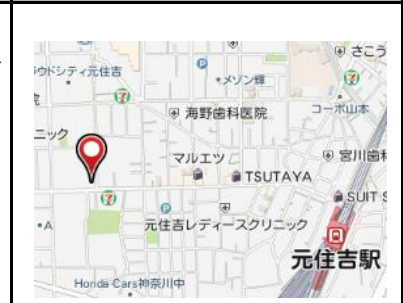 さこう
ウドシティ元住吉
メゾン輝
海野歯科医院
コーポ山本
ニック
マルエツ
宮川歯科
TSUTAYA
SUIT S
A
元住吉レディースクリニック
元住吉駅
Honda Cars神奈川中